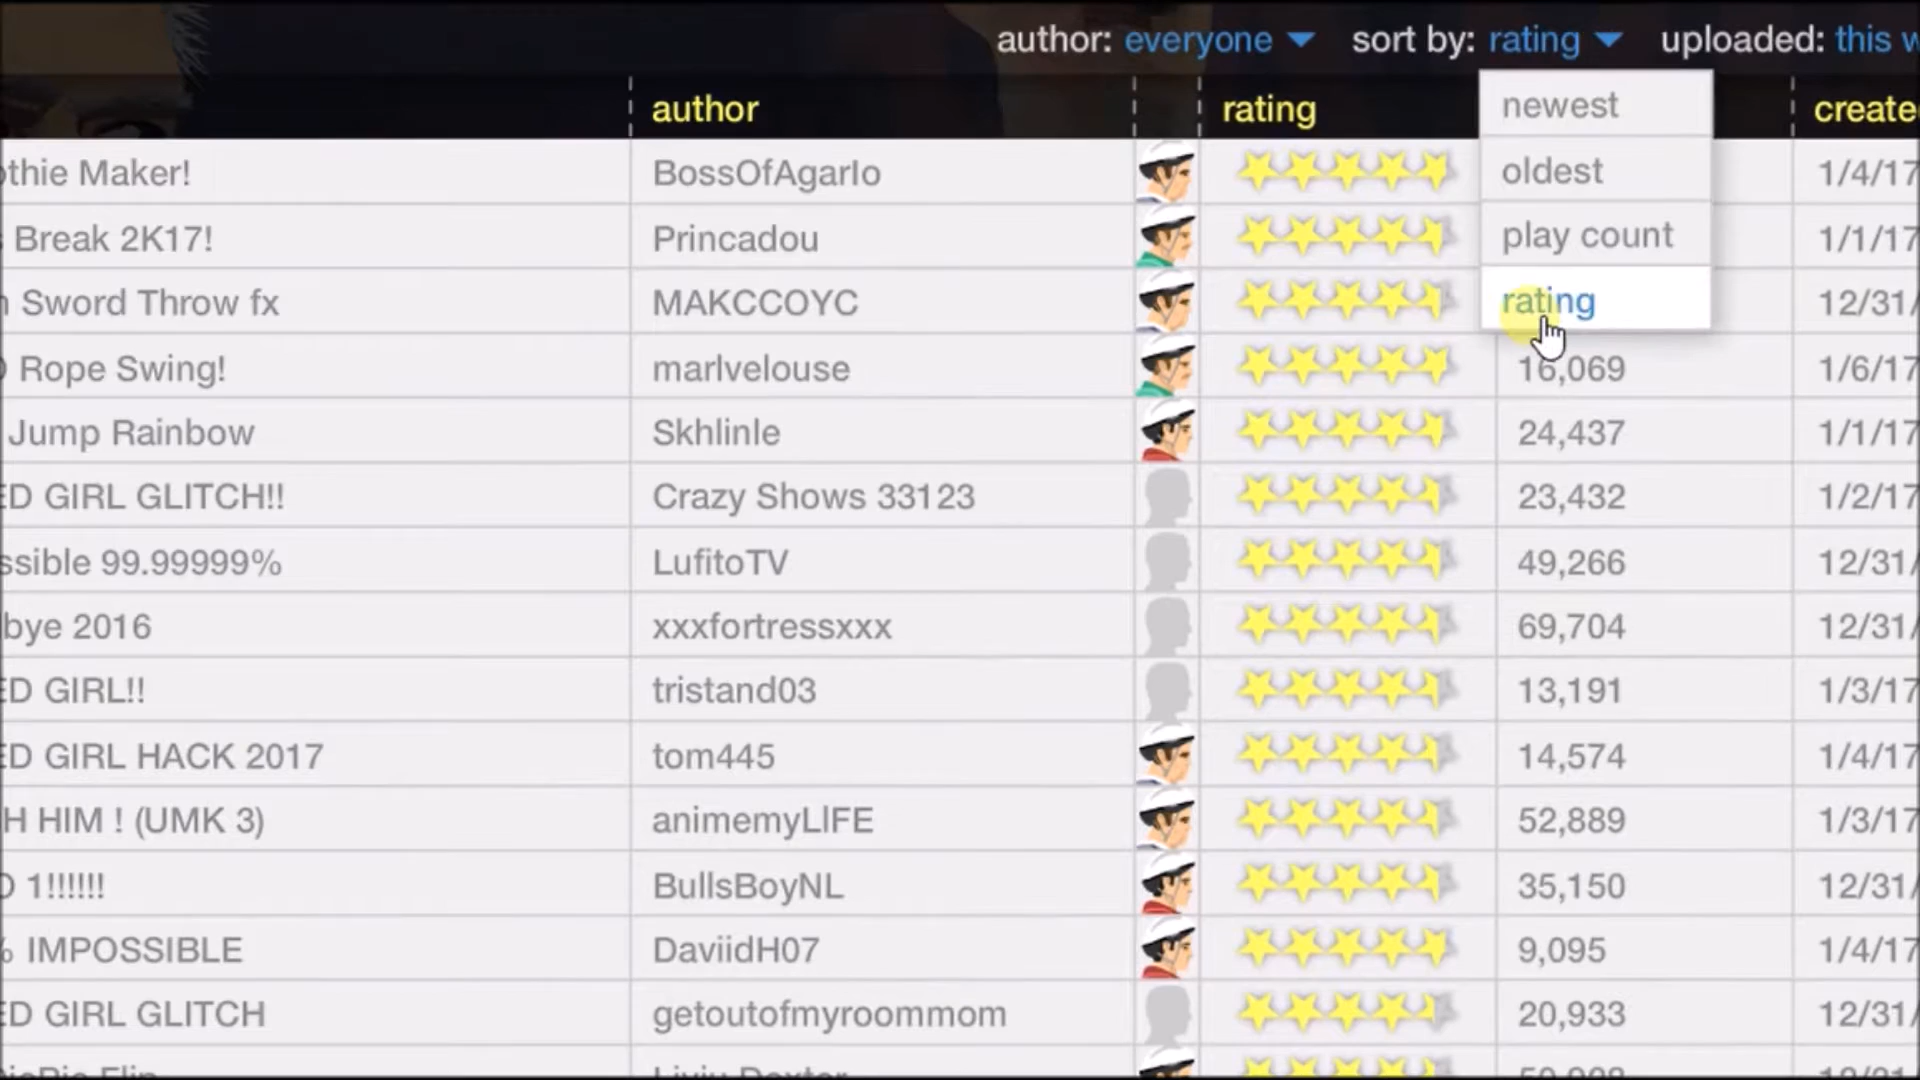 author: everyone sort by: rating uploaded: this w
author rating create
newest
oldest
play count
rating
thie Maker! BossOfAgarIo 1/4/17
Break 2K17! Princadou 1/1/17
Sword Throw fx MAKCCOYC 12/31/
Rope Swing! marlvelouse 16,069 1/6/17
Jump Rainbow Skhlinle 24,437 1/1/17
ED GIRL GLITCH!! Crazy Shows 33123 23,432 1/2/17
ssible 99.99999% LufitoTV 49,266 12/31/
bye 2016 xxxfortressxxx 69,704 12/31/
ED GIRL!! tristand03 13,191 1/3/17
ED GIRL HACK 2017 tom445 14,574 1/4/17
H HIM ! (UMK 3) animemyLIFE 52,889 1/3/17
1!!!!!! BullsBoyNL 35,150 12/31/
% IMPOSSIBLE DaviidH07 9,095 1/4/17
ED GIRL GLITCH getoutofmyroommom 20,933 12/31/